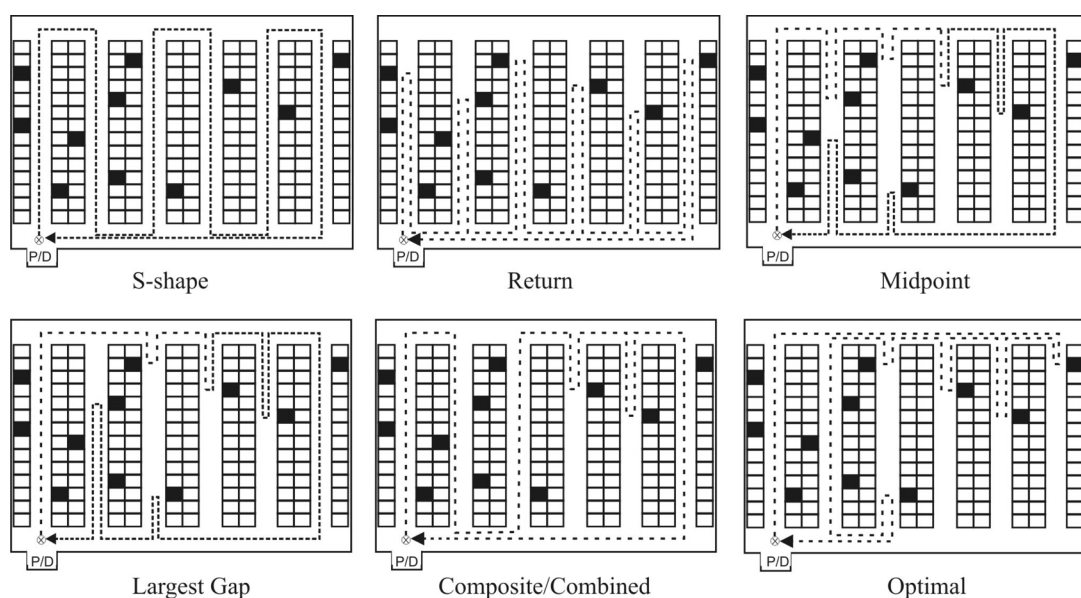 P/D
P/D
P/D
S-shape
Return
Midpoint
P/D
P/D
P/D
Largest Gap
Composite/Combined
Optimal